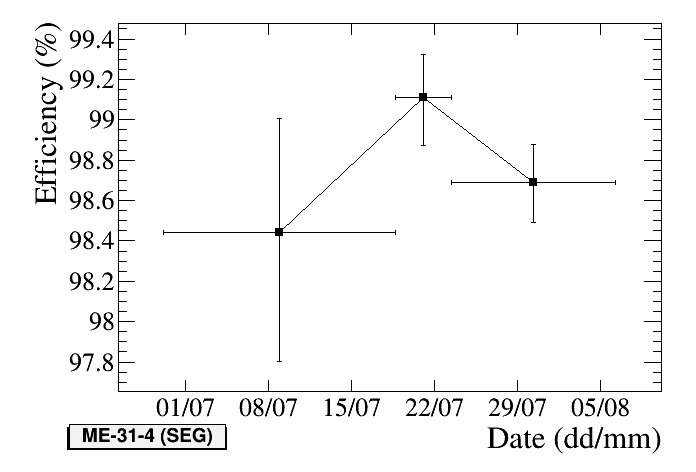 Efficiency (%)
99.4
99.2
99
98.8
98.6
98.4
98.2
98
97.8
01/07 08/07 15/07 22/07 29/07 05/08
ME-31-4 (SEG)
Date (dd/mm)